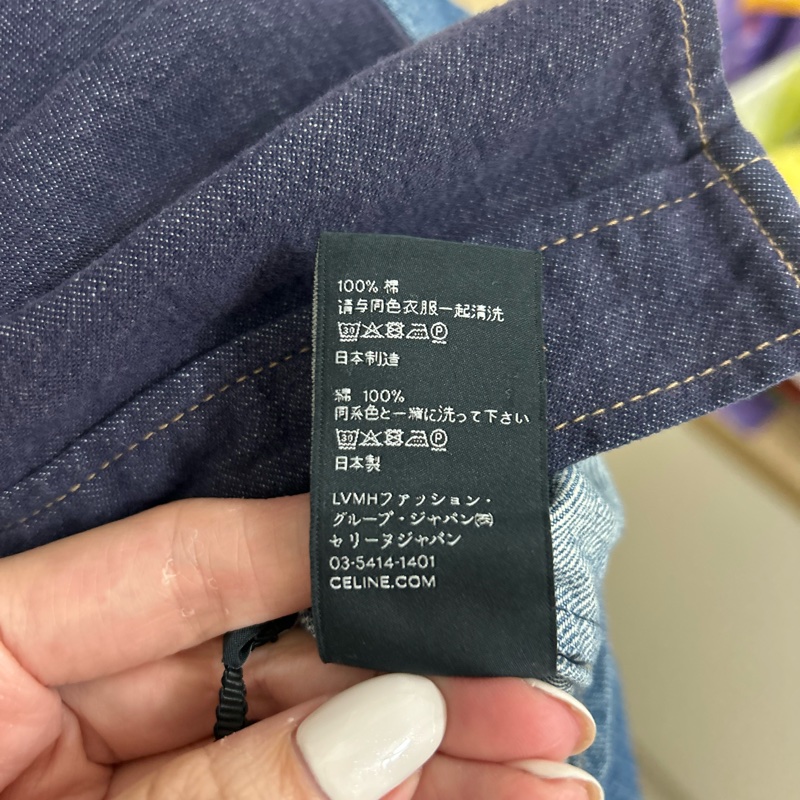 100% 棉
请与同色衣服一起清洗
30 P
日本制造
綿 100%
同系色と一緒に洗って下さい
30 P
日本製
LVMHファッション・
グループ・ジャパン㈱
セリーヌジャパン
03-5414-1401
CELINE.COM